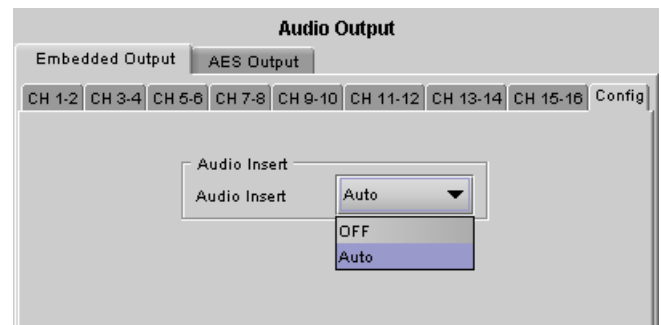 Audio Output
Embedded Output AES Output
CH 1-2 CH 3-4 CH 5-6 CH 7-8 CH 9-10 CH 11-12 CH 13-14 CH 15-16 Config
Audio Insert
Audio Insert Auto
OFF
Auto